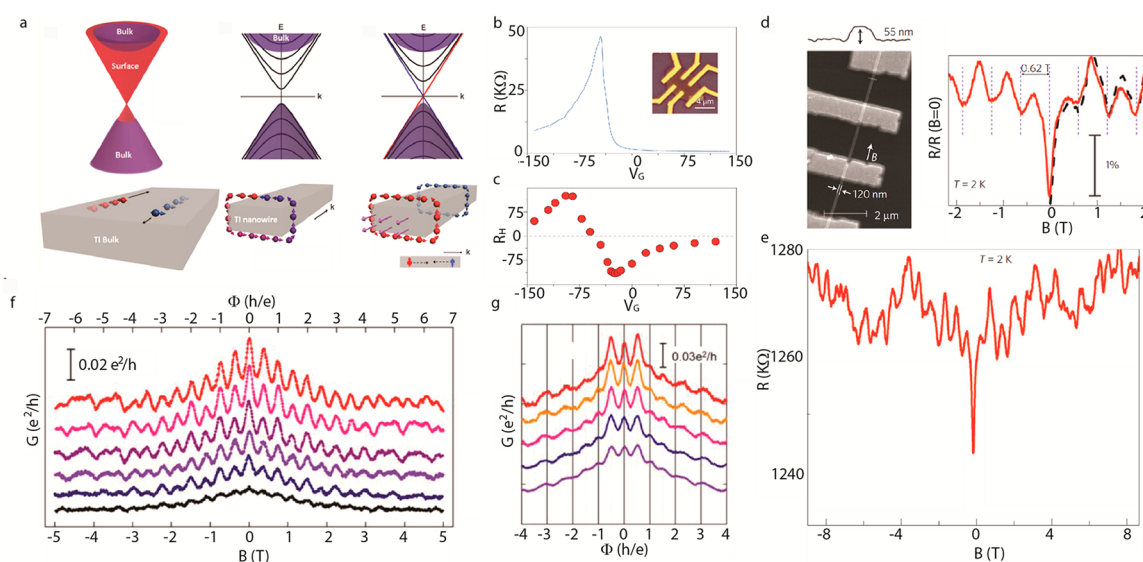 a
Bulk
Surface
Bulk
E
Bulk
k
E
k
TI Bulk
TI nanowire
k
b
R (KΩ)
50
25
0
4 µm
-150
-75
0
75
150
V_G
c
R_H
75
0
-75
-150
-75
0
75
150
V_G
d
55 nm
B
120 nm
2 µm
R/R (B=0)
0.62 T
1%
T = 2 K
-2
-1
0
1
2
B (T)
e
T = 2 K
R (KΩ)
1280
1260
1240
-8
-4
0
4
8
B (T)
f
Φ (h/e)
-7 -6 -5 -4 -3 -2 -1 0 1 2 3 4 5 6 7
0.02 e²/h
G (e²/h)
-5 -4 -3 -2 -1 0 1 2 3 4 5
B (T)
g
0.03e²/h
G (e²/h)
-4 -3 -2 -1 0 1 2 3 4
Φ (h/e)